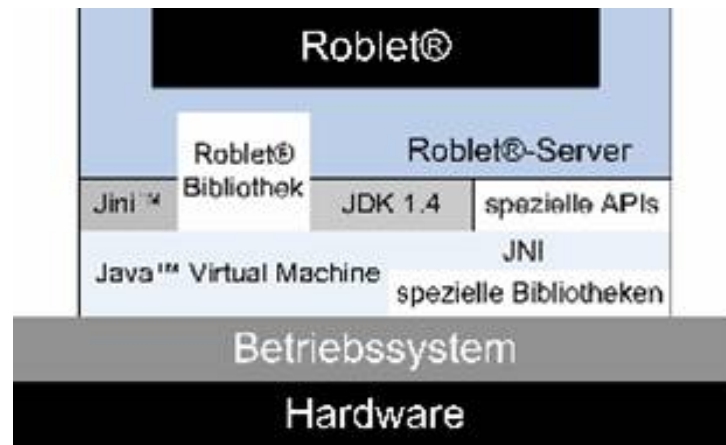 Roblet®
Roblet®
Bibliothek
Roblet®-Server
Jini™
JDK 1.4
spezielle APIs
Java™ Virtual Machine
JNI
spezielle Bibliotheken
Betriebssystem
Hardware